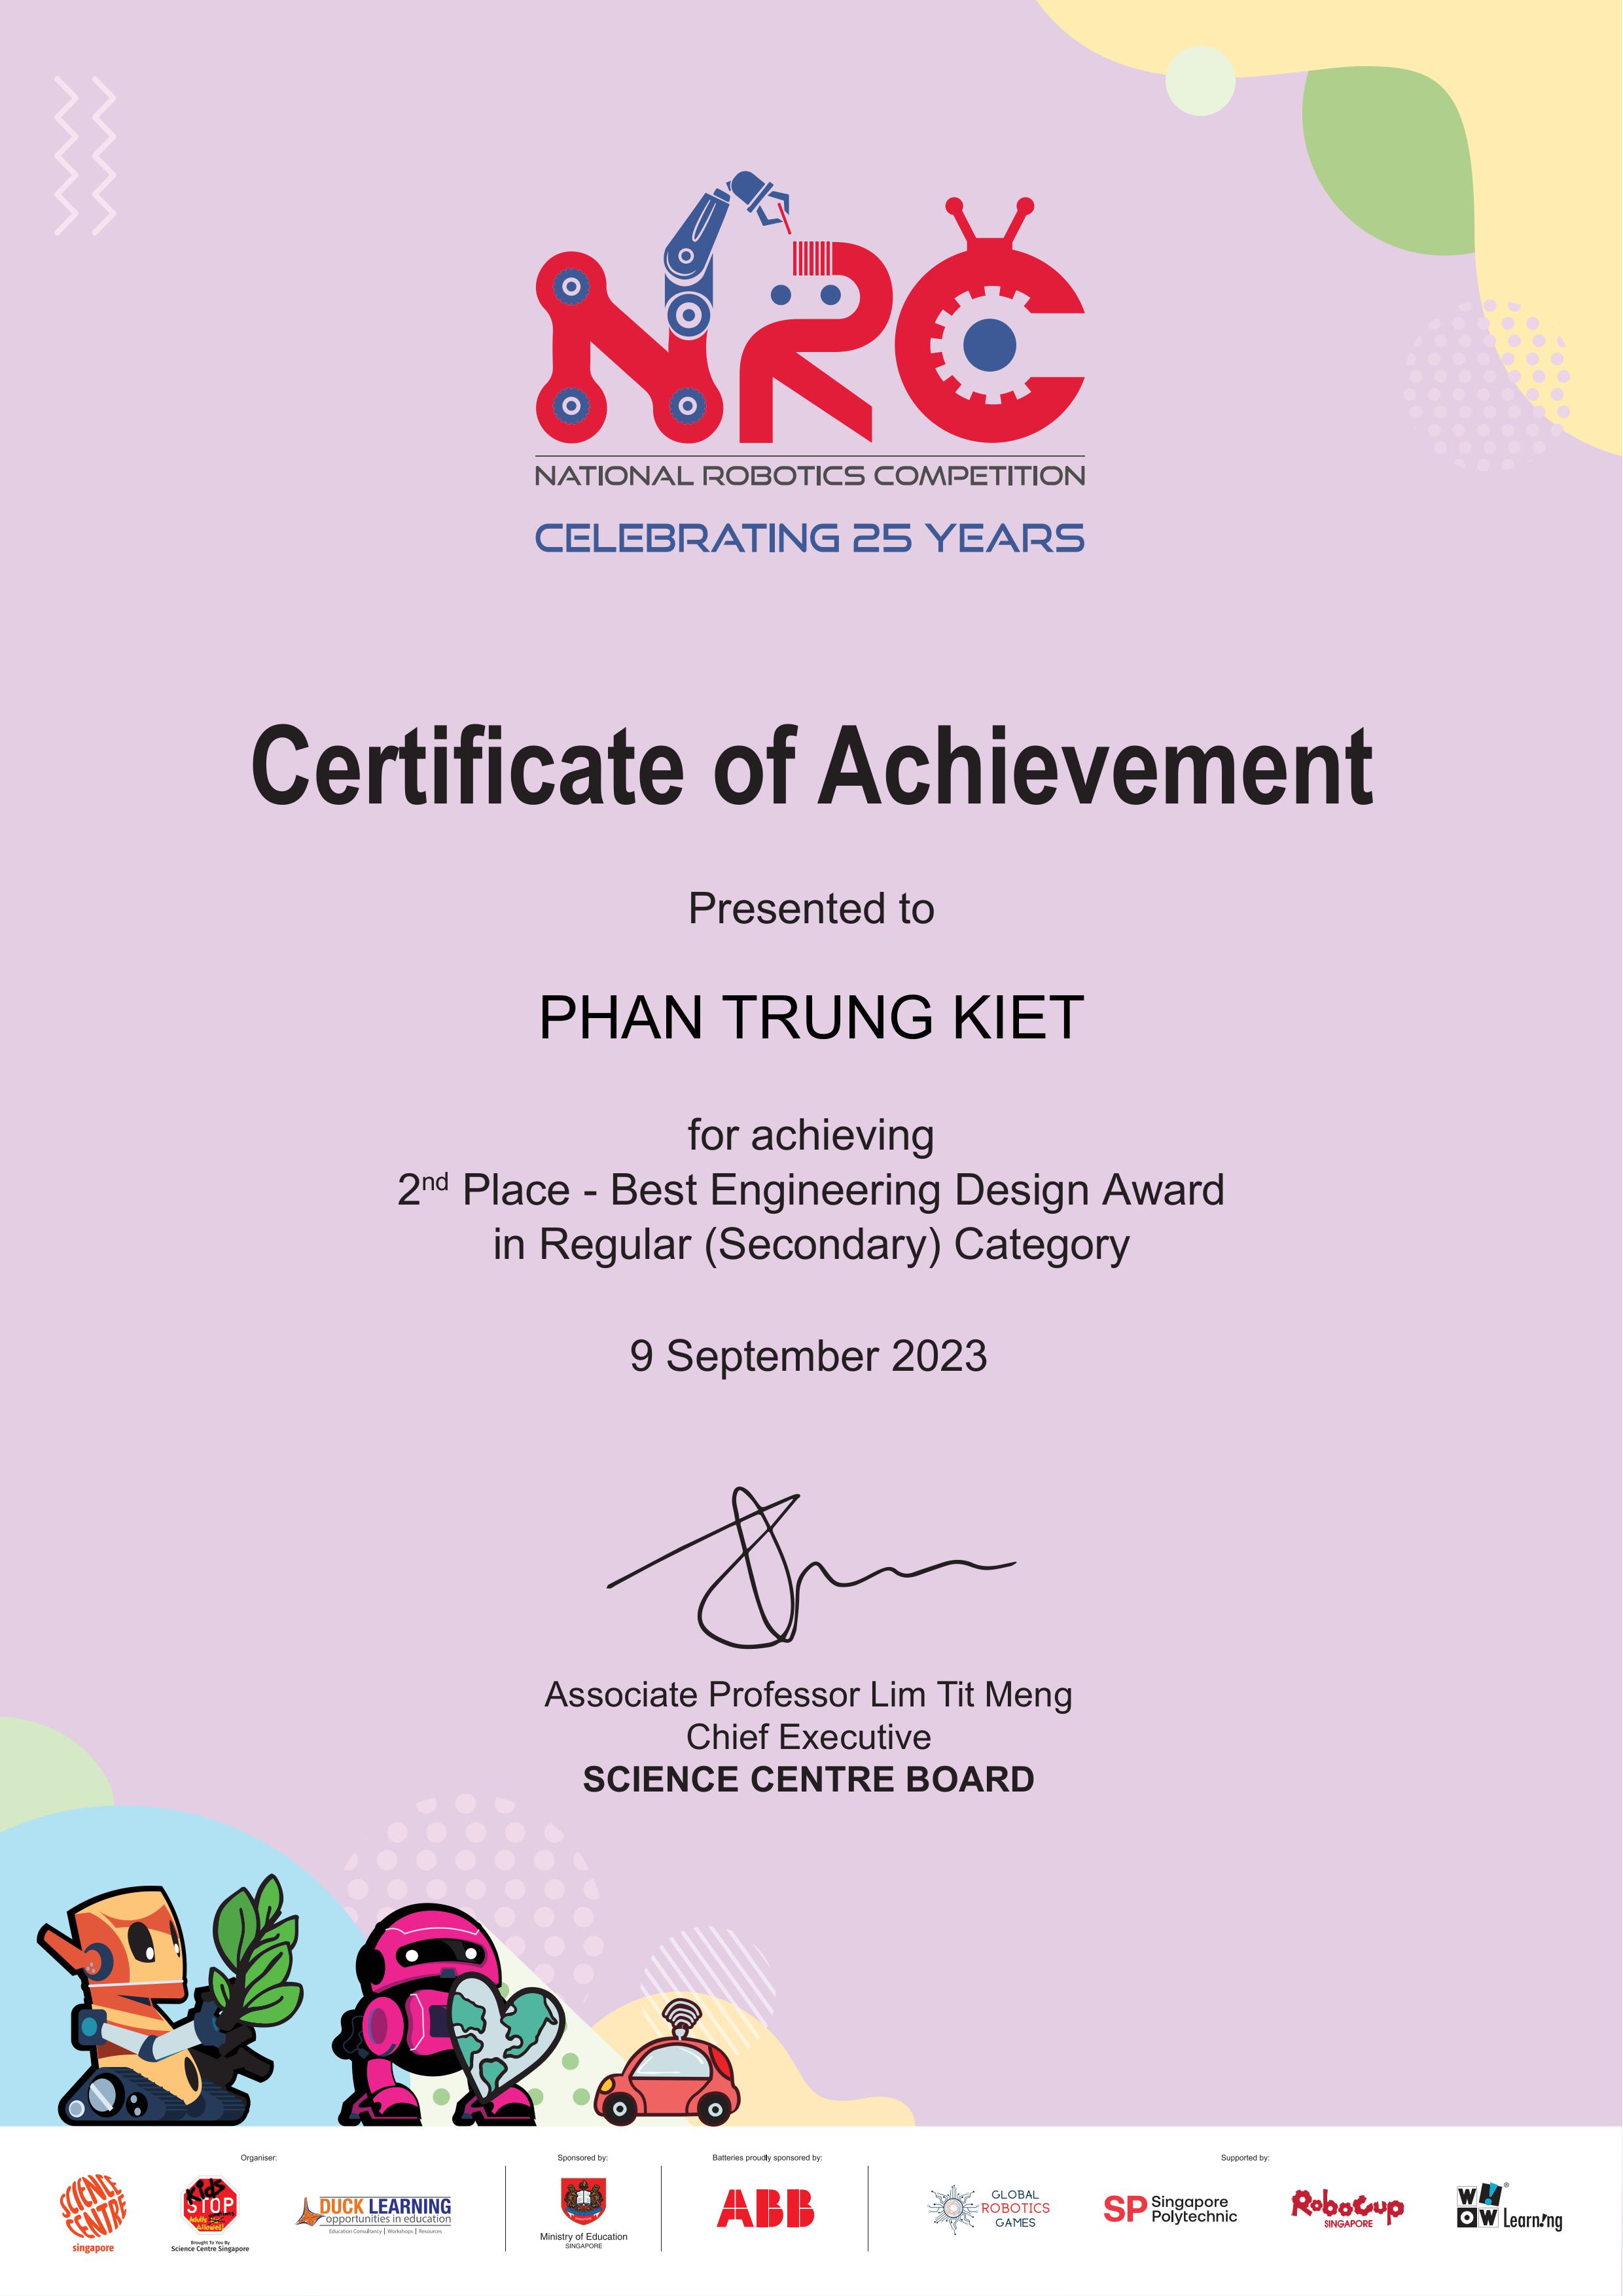 NRC
NATIONAL ROBOTICS COMPETITION
CELEBRATING 25 YEARS
Certificate of Achievement
Presented to
PHAN TRUNG KIET
for achieving
2nd Place - Best Engineering Design Award
in Regular (Secondary) Category
9 September 2023
Associate Professor Lim Tit Meng
Chief Executive
SCIENCE CENTRE BOARD
Organiser:
SCIENCE CENTRE
singapore
Kids
STOP
Adults
Allowed!
Brought To You By
Science Centre Singapore
DUCK LEARNING
opportunities in education
Education Consultancy | Workshops | Resources
Sponsored by:
Ministry of Education
SINGAPORE
Batteries proudly sponsored by:
ABB
Supported by:
GLOBAL
ROBOTICS
GAMES
SP Singapore
Polytechnic
RoboCup
SINGAPORE
W!
OW Learn!ng